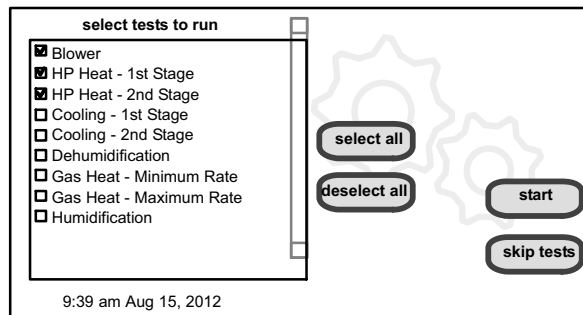 select tests to run
Blower
HP Heat - 1st Stage
HP Heat - 2nd Stage
Cooling - 1st Stage
Cooling - 2nd Stage
Dehumidification
Gas Heat - Minimum Rate
Gas Heat - Maximum Rate
Humidification
select all
deselect all
start
skip tests
9:39 am Aug 15, 2012